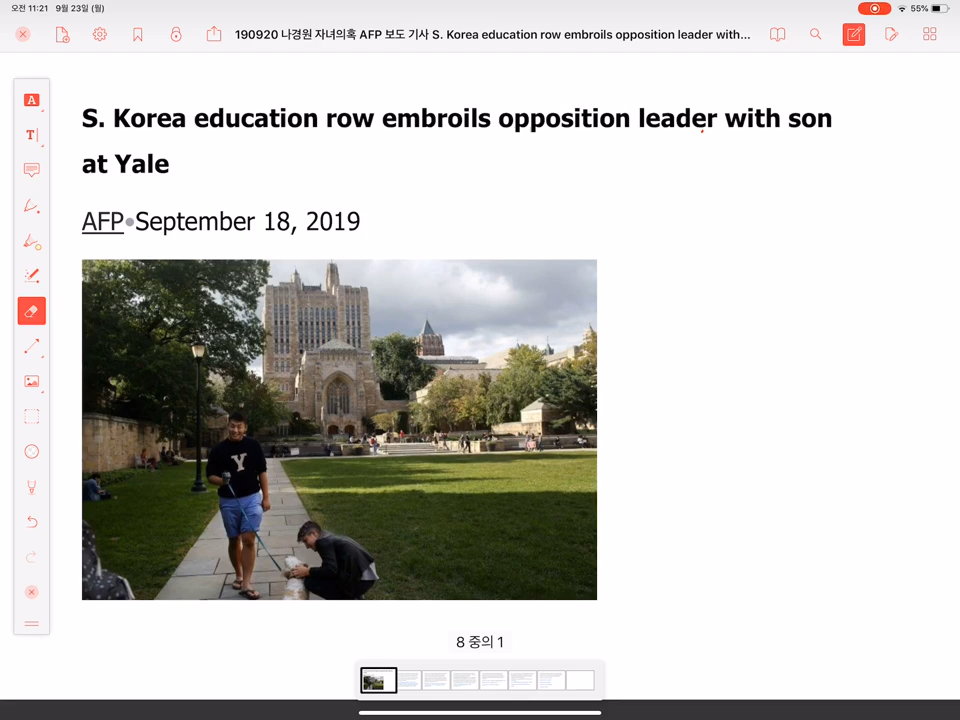 오전 11:21 9월 23일 (월)
55%
190920 나경원 자녀의혹 AFP 보도 기사 S. Korea education row embroils opposition leader with...
S. Korea education row embroils opposition leader with son
at Yale
AFP•September 18, 2019
Y
8 중의 1